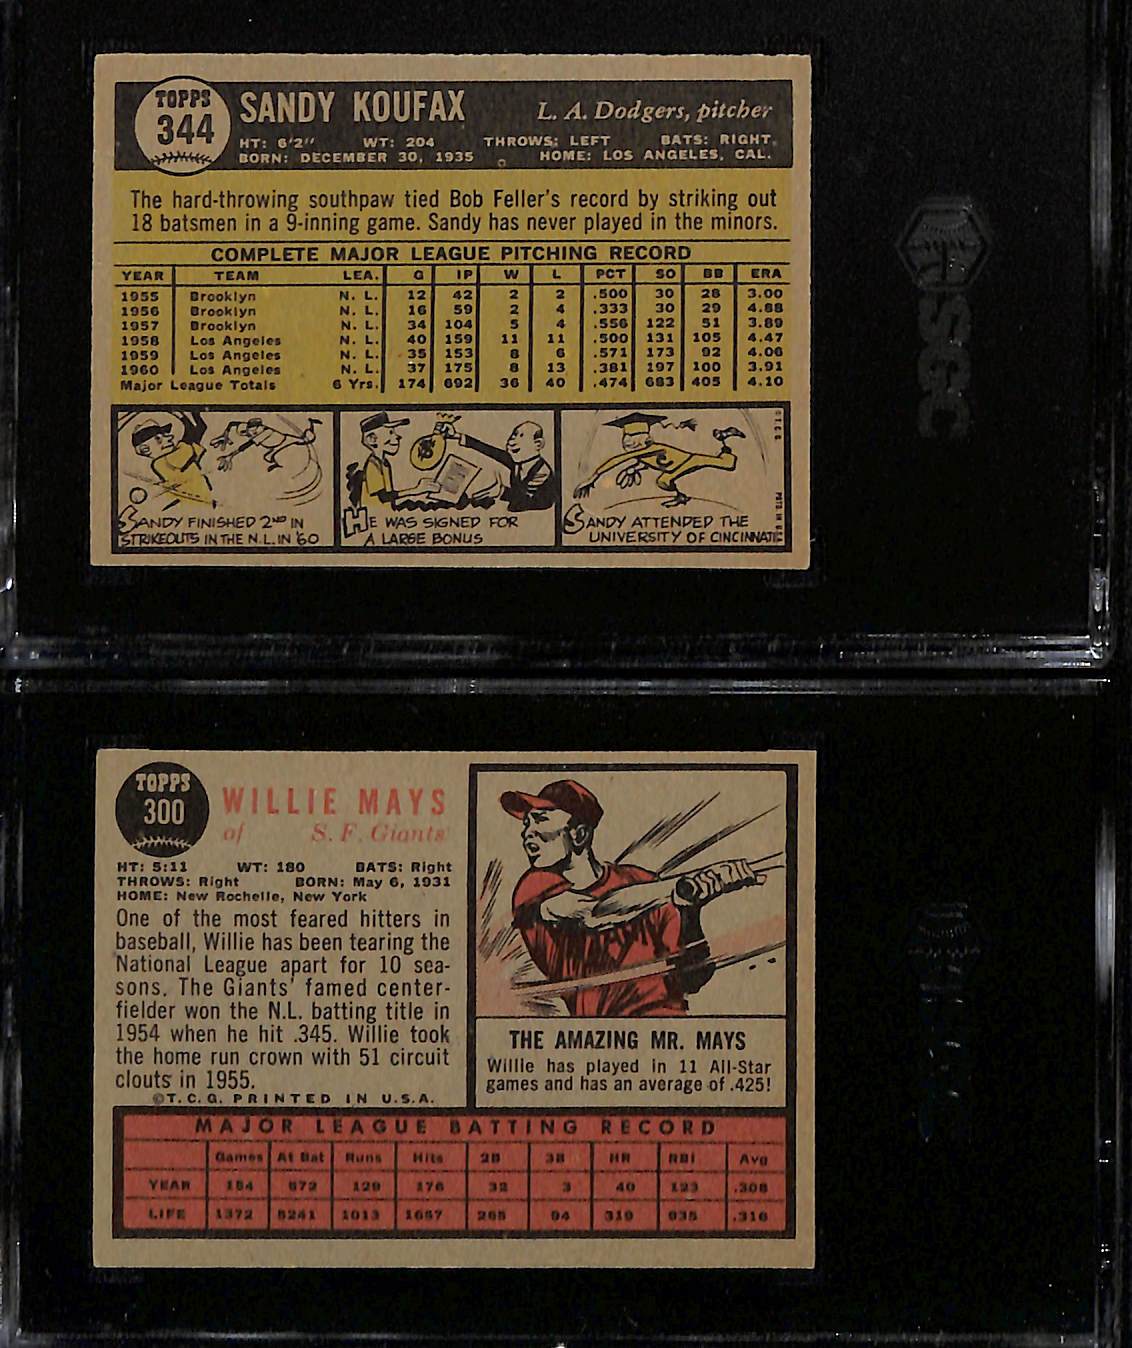 TOPPS
344
SANDY KOUFAX
L. A. Dodgers, pitcher
HT: 6'2" WT: 204 THROWS: LEFT BATS: RIGHT
BORN: DECEMBER 30, 1935 HOME: LOS ANGELES, CAL.
The hard-throwing southpaw tied Bob Feller's record by striking out
18 batsmen in a 9-inning game. Sandy has never played in the minors.
COMPLETE MAJOR LEAGUE PITCHING RECORD
YEAR TEAM LEA. G IP W L PCT SO BB ERA
1955 Brooklyn N. L. 12 42 2 2 .500 30 28 3.00
1956 Brooklyn N. L. 16 59 2 4 .333 30 29 4.88
1957 Brooklyn N. L. 34 104 5 4 .556 122 51 3.89
1958 Los Angeles N. L. 40 159 11 11 .500 131 105 4.47
1959 Los Angeles N. L. 35 153 8 6 .571 173 92 4.06
1960 Los Angeles N. L. 37 175 8 13 .381 197 100 3.91
Major League Totals 6 Yrs. 174 692 36 40 .474 683 405 4.10
SANDY FINISHED 2ND IN
STRIKEOUTS IN THE N.L. IN '60
HE WAS SIGNED FOR
A LARGE BONUS
SANDY ATTENDED THE
UNIVERSITY OF CINCINNATI
© T.C.G.
SGC
TOPPS
300
WILLIE MAYS
of S. F. Giants
HT: 5:11 WT: 180 BATS: Right
THROWS: Right BORN: May 6, 1931
HOME: New Rochelle, New York
One of the most feared hitters in
baseball, Willie has been tearing the
National League apart for 10 sea-
sons. The Giants' famed center-
fielder won the N.L. batting title in
1954 when he hit .345. Willie took
the home run crown with 51 circuit
clouts in 1955.
©T.C.G. PRINTED IN U.S.A.
THE AMAZING MR. MAYS
Willie has played in 11 All-Star
games and has an average of .425!
MAJOR LEAGUE BATTING RECORD
Games At Bat Runs Hits 2B 3B HR RBI Avg
YEAR 154 572 129 176 32 3 40 123 .308
LIFE 1372 5241 1013 1657 265 94 319 935 .316